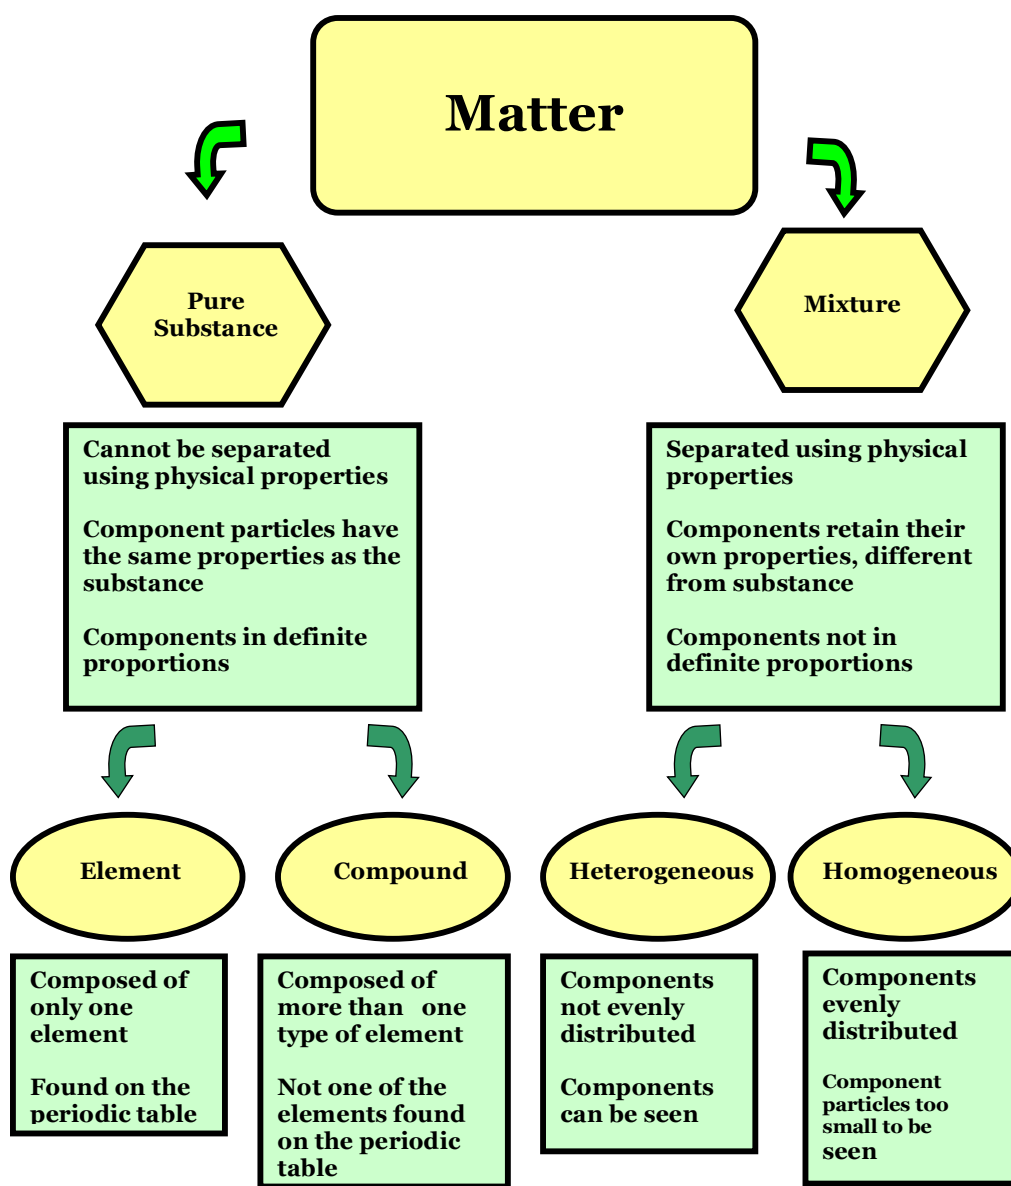 Matter
Pure
Substance
Mixture
Cannot be separated
using physical properties
Component particles have
the same properties as the
substance
Components in definite
proportions
Separated using physical
properties
Components retain their
own properties, different
from substance
Components not in
definite proportions
Element
Compound
Heterogeneous
Homogeneous
Composed of
only one
element
Found on the
periodic table
Composed of
more than one
type of element
Not one of the
elements found
on the periodic
table
Components
not evenly
distributed
Components
can be seen
Components
evenly
distributed
Component
particles too
small to be
seen